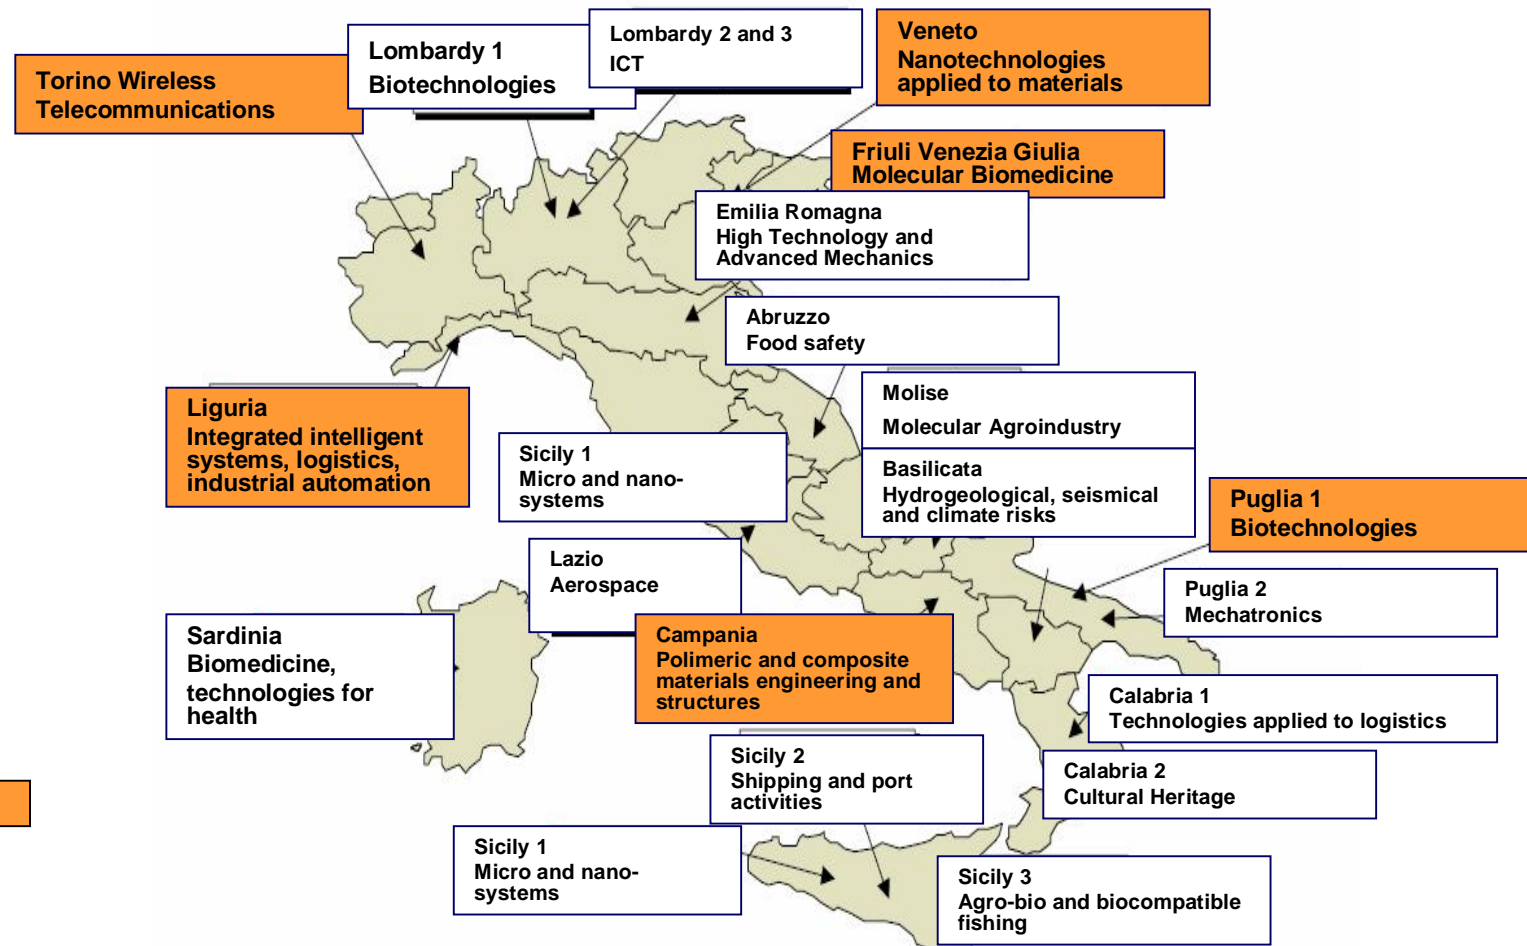 Lombardy 2 and 3
ICT
Veneto
Nanotechnologies
applied to materials
Lombardy 1
Biotechnologies
Torino Wireless
Telecommunications
Friuli Venezia Giulia
Molecular Biomedicine
Emilia Romagna
High Technology and
Advanced Mechanics
Abruzzo
Food safety
Liguria
Integrated intelligent
systems, logistics,
industrial automation
Molise
Molecular Agroindustry
Sicily 1
Micro and nano-
systems
Basilicata
Hydrogeological, seismical
and climate risks
Puglia 1
Biotechnologies
Lazio
Aerospace
Puglia 2
Mechatronics
Sardinia
Biomedicine,
technologies for
health
Campania
Polimeric and composite
materials engineering and
structures
Calabria 1
Technologies applied to logistics
Sicily 2
Shipping and port
activities
Calabria 2
Cultural Heritage
Sicily 1
Micro and nano-
systems
Sicily 3
Agro-bio and biocompatible
fishing